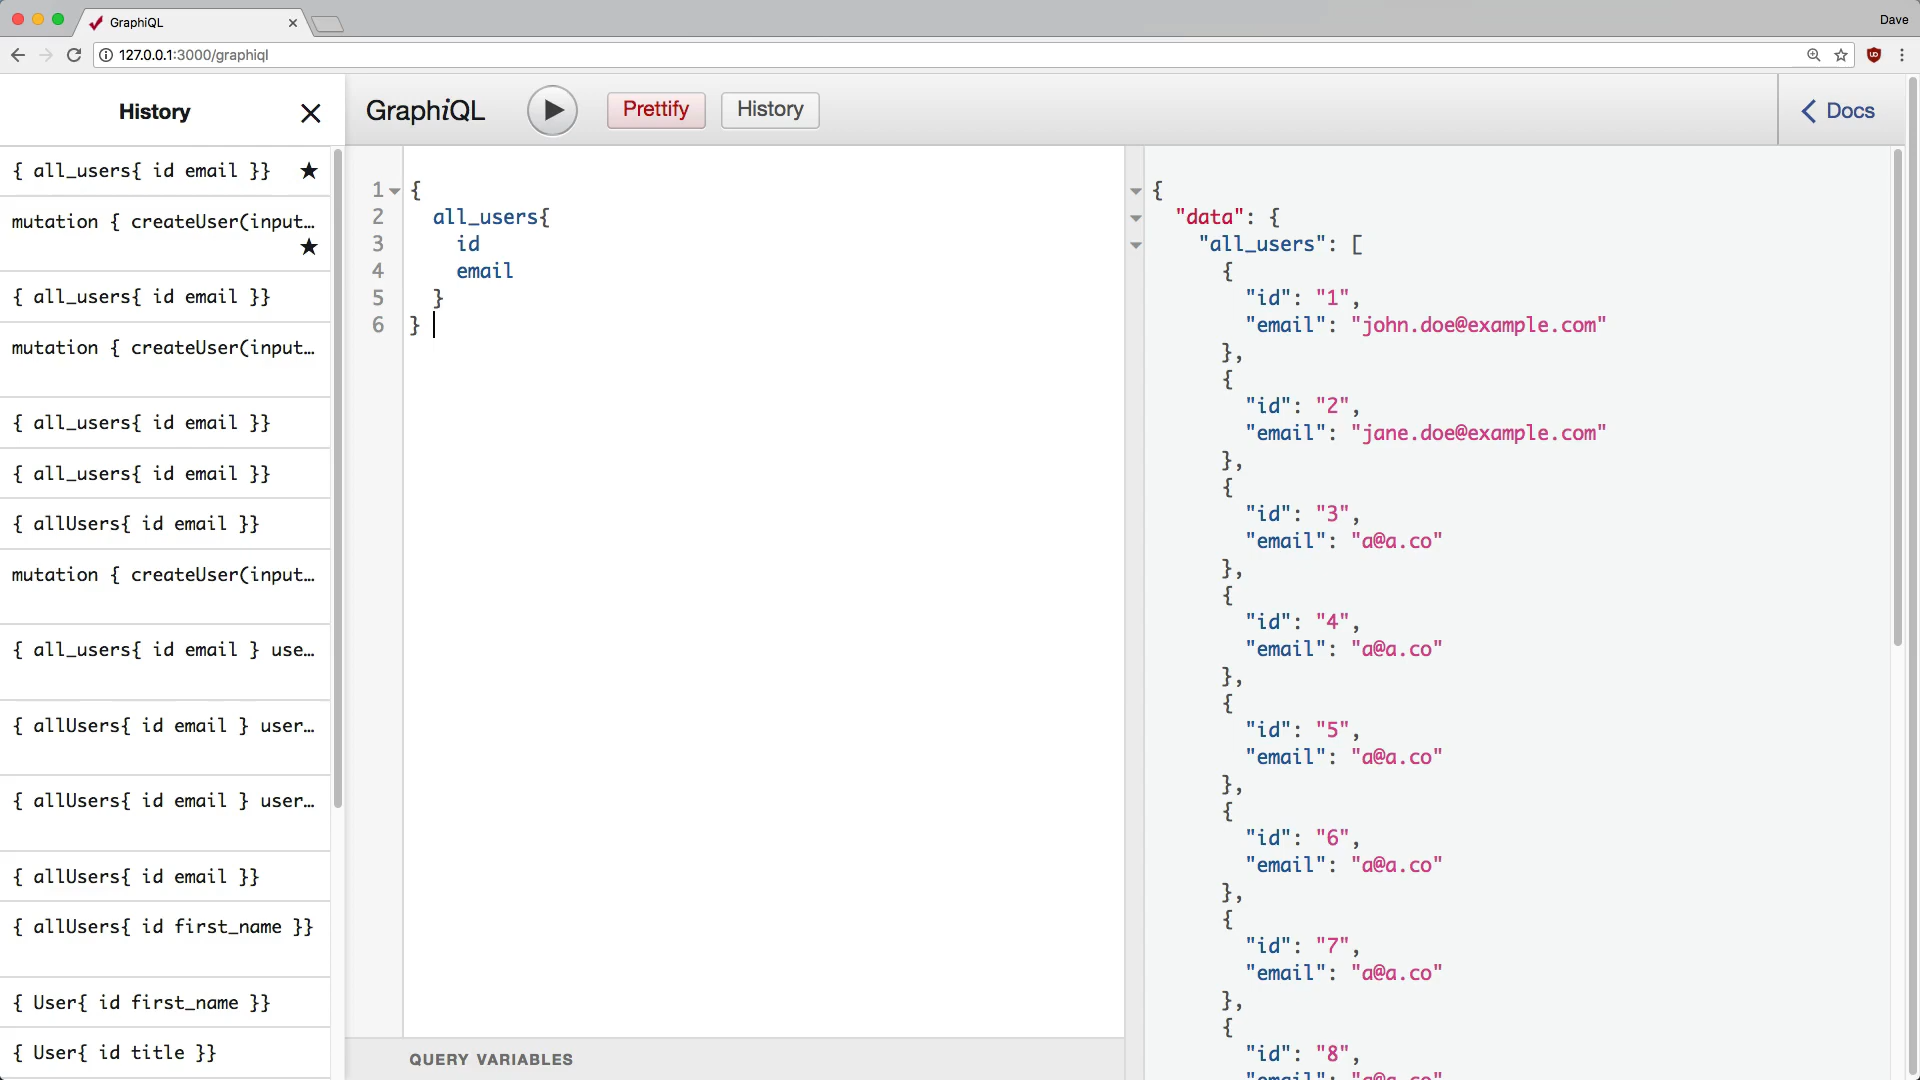 GraphiQL
Dave
127.0.0.1:3000/graphiql
History
{ all_users{ id email }}
mutation { createUser(input…
{ all_users{ id email }}
mutation { createUser(input…
{ all_users{ id email }}
{ all_users{ id email }}
{ allUsers{ id email }}
mutation { createUser(input…
{ all_users{ id email } use…
{ allUsers{ id email } user…
{ allUsers{ id email } user…
{ allUsers{ id email }}
{ allUsers{ id first_name }}
{ User{ id first_name }}
{ User{ id title }}
GraphiQL
Prettify
History
Docs
1 {
2 all_users{
3 id
4 email
5 }
6 }
QUERY VARIABLES
{
"data": {
"all_users": [
{
"id": "1",
"email": "john.doe@example.com"
},
{
"id": "2",
"email": "jane.doe@example.com"
},
{
"id": "3",
"email": "a@a.co"
},
{
"id": "4",
"email": "a@a.co"
},
{
"id": "5",
"email": "a@a.co"
},
{
"id": "6",
"email": "a@a.co"
},
{
"id": "7",
"email": "a@a.co"
},
{
"id": "8",